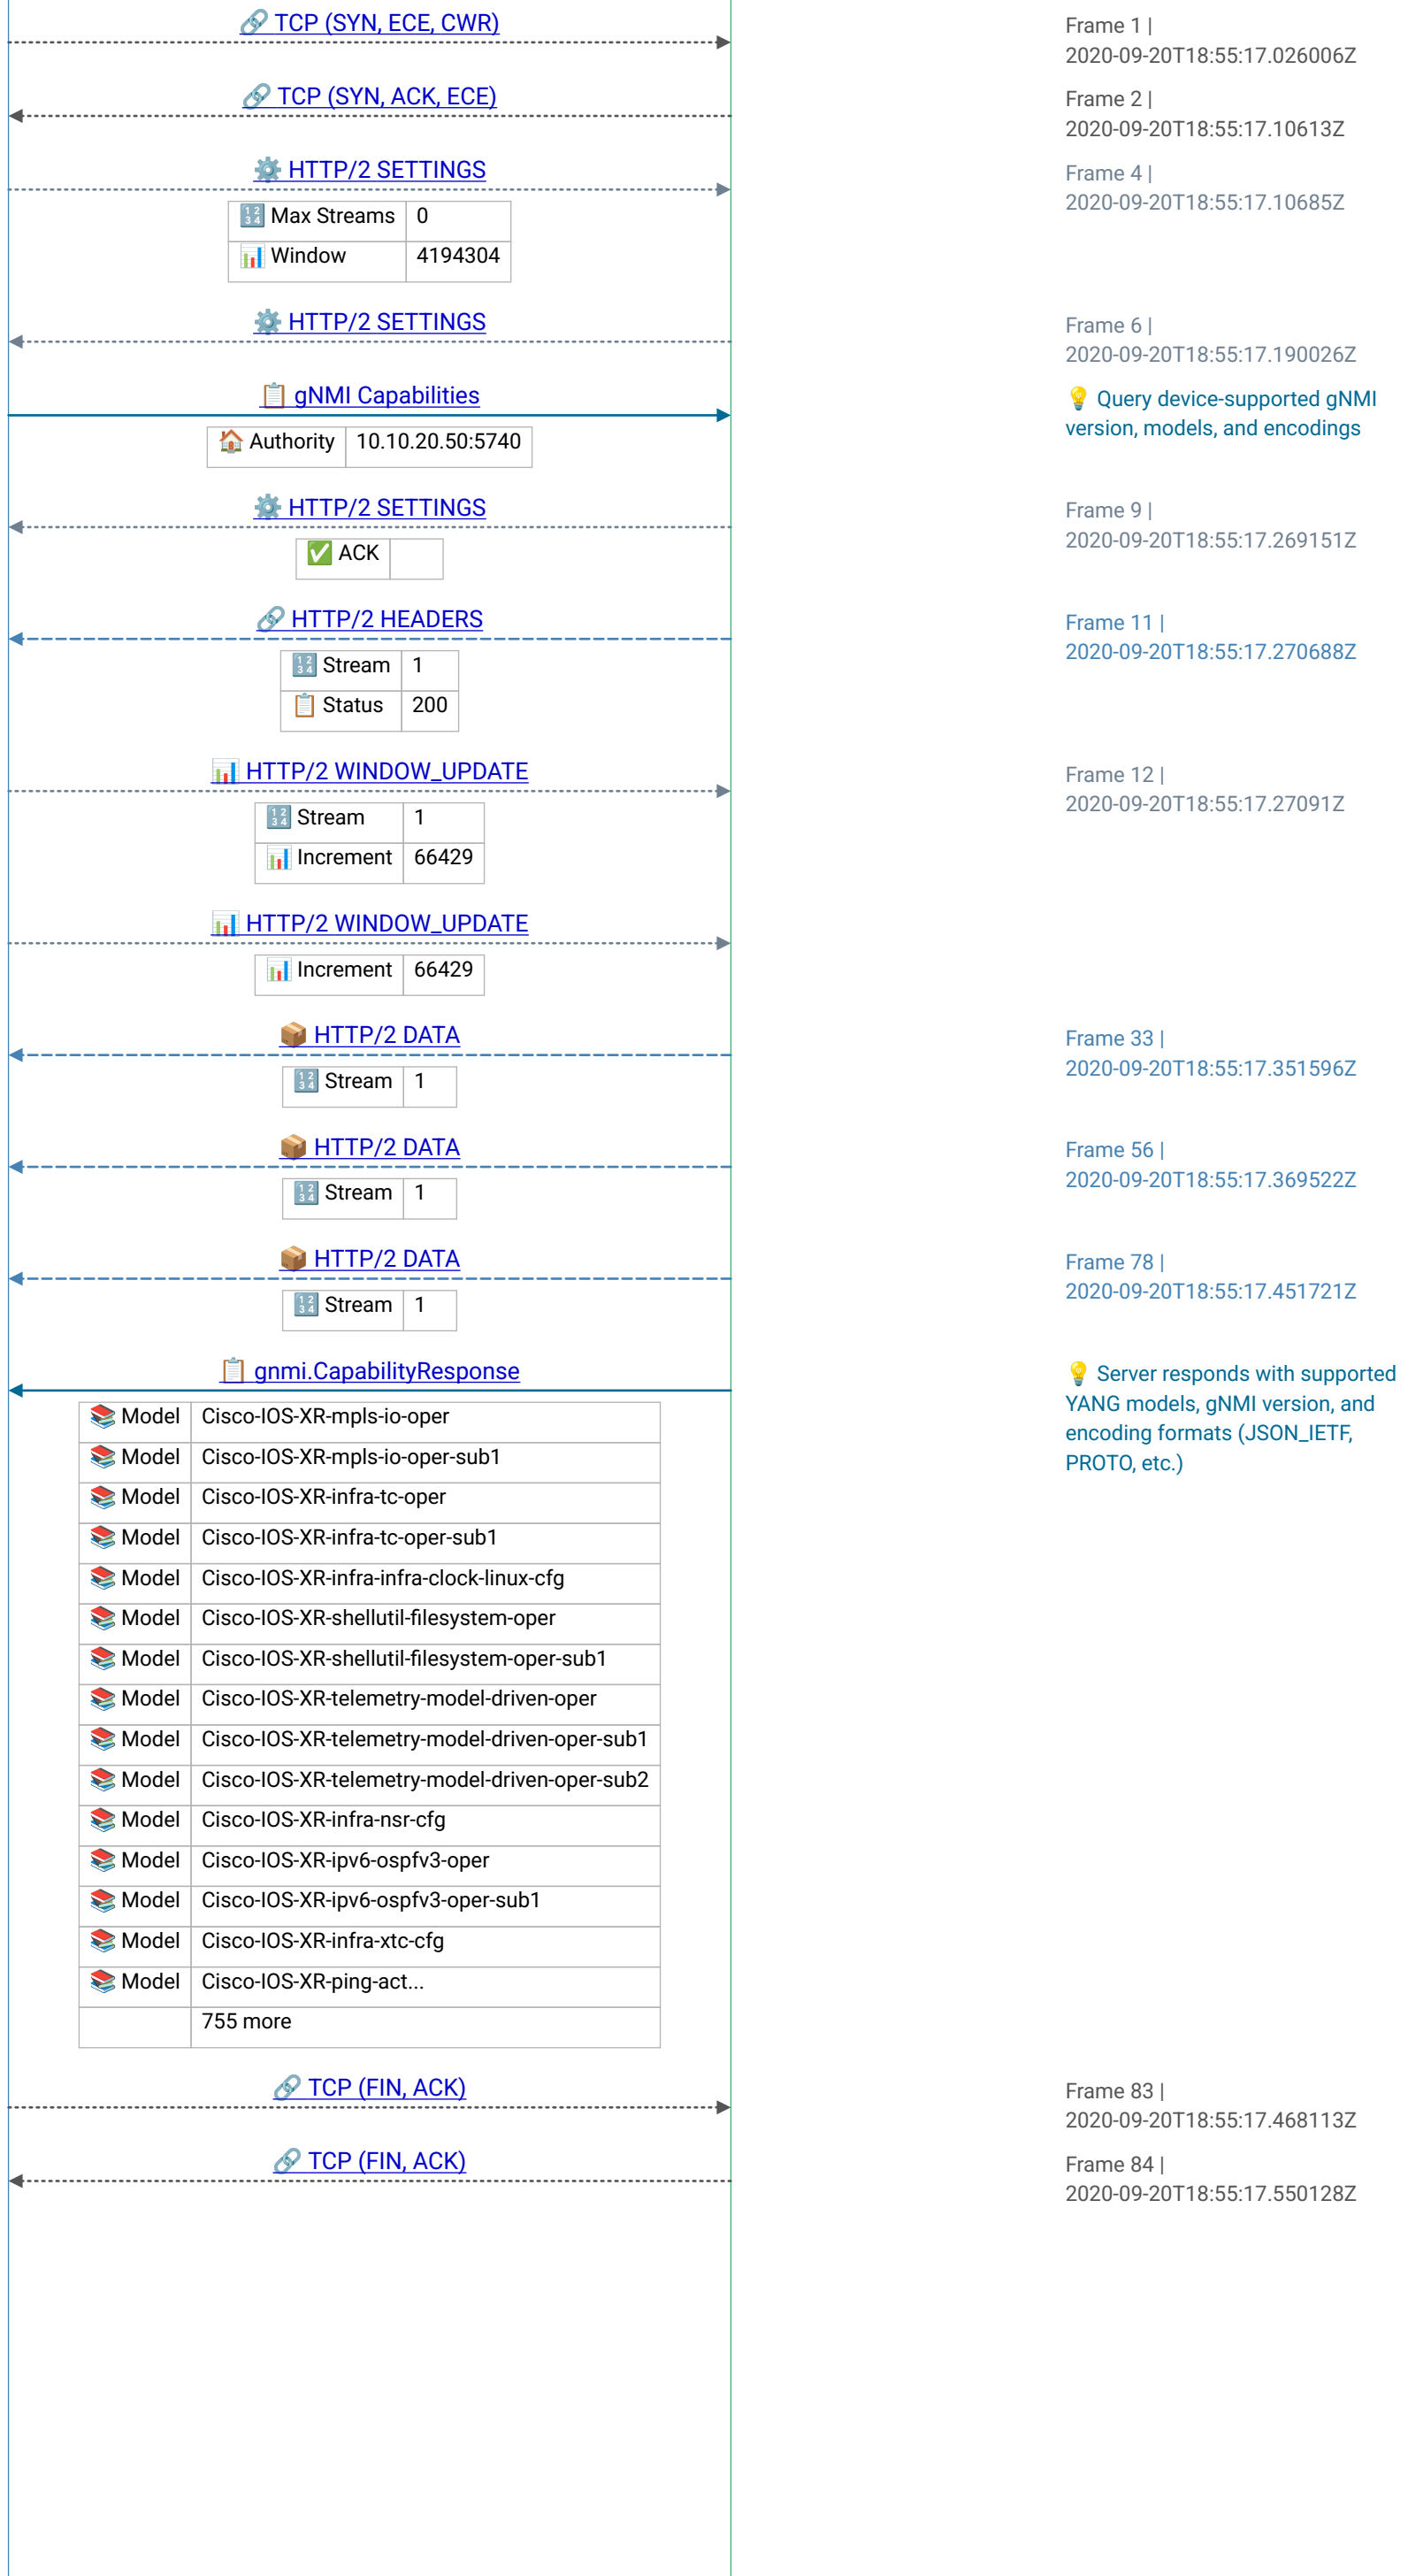 🔗 TCP (SYN, ECE, CWR)
Frame 1 |
2020-09-20T18:55:17.026006Z
🔗 TCP (SYN, ACK, ECE)
Frame 2 |
2020-09-20T18:55:17.10613Z
⚙️ HTTP/2 SETTINGS
Frame 4 |
2020-09-20T18:55:17.10685Z
🔢 Max Streams 0
📊 Window 4194304
⚙️ HTTP/2 SETTINGS
Frame 6 |
2020-09-20T18:55:17.190026Z
📋 gNMI Capabilities
💡 Query device-supported gNMI
version, models, and encodings
🏠 Authority 10.10.20.50:5740
⚙️ HTTP/2 SETTINGS
Frame 9 |
2020-09-20T18:55:17.269151Z
✅ ACK
🔗 HTTP/2 HEADERS
Frame 11 |
2020-09-20T18:55:17.270688Z
🔢 Stream 1
📋 Status 200
📊 HTTP/2 WINDOW_UPDATE
Frame 12 |
2020-09-20T18:55:17.27091Z
🔢 Stream 1
📊 Increment 66429
📊 HTTP/2 WINDOW_UPDATE
📊 Increment 66429
📦 HTTP/2 DATA
Frame 33 |
2020-09-20T18:55:17.351596Z
🔢 Stream 1
📦 HTTP/2 DATA
Frame 56 |
2020-09-20T18:55:17.369522Z
🔢 Stream 1
📦 HTTP/2 DATA
Frame 78 |
2020-09-20T18:55:17.451721Z
🔢 Stream 1
📋 gnmi.CapabilityResponse
💡 Server responds with supported
YANG models, gNMI version, and
encoding formats (JSON_IETF,
PROTO, etc.)
📚 Model Cisco-IOS-XR-mpls-io-oper
📚 Model Cisco-IOS-XR-mpls-io-oper-sub1
📚 Model Cisco-IOS-XR-infra-tc-oper
📚 Model Cisco-IOS-XR-infra-tc-oper-sub1
📚 Model Cisco-IOS-XR-infra-infra-clock-linux-cfg
📚 Model Cisco-IOS-XR-shellutil-filesystem-oper
📚 Model Cisco-IOS-XR-shellutil-filesystem-oper-sub1
📚 Model Cisco-IOS-XR-telemetry-model-driven-oper
📚 Model Cisco-IOS-XR-telemetry-model-driven-oper-sub1
📚 Model Cisco-IOS-XR-telemetry-model-driven-oper-sub2
📚 Model Cisco-IOS-XR-infra-nsr-cfg
📚 Model Cisco-IOS-XR-ipv6-ospfv3-oper
📚 Model Cisco-IOS-XR-ipv6-ospfv3-oper-sub1
📚 Model Cisco-IOS-XR-infra-xtc-cfg
📚 Model Cisco-IOS-XR-ping-act...
755 more
🔗 TCP (FIN, ACK)
Frame 83 |
2020-09-20T18:55:17.468113Z
🔗 TCP (FIN, ACK)
Frame 84 |
2020-09-20T18:55:17.550128Z